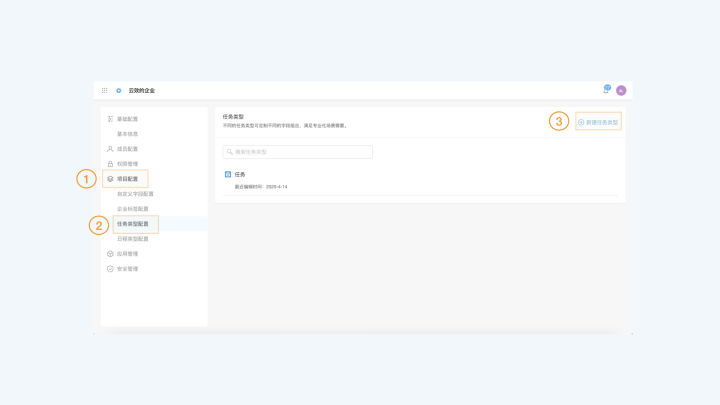 云效的企业
基础配置
基本信息
成员配置
权限管理
1
项目配置
自定义字段配置
企业标签配置
2
任务类型配置
日程类型配置
应用管理
安全管理
任务类型
不同的任务类型可定制不同的字段组合，满足专业化场景需要。
3
新建任务类型
搜索任务类型
任务
最近编辑时间：2020-4-14